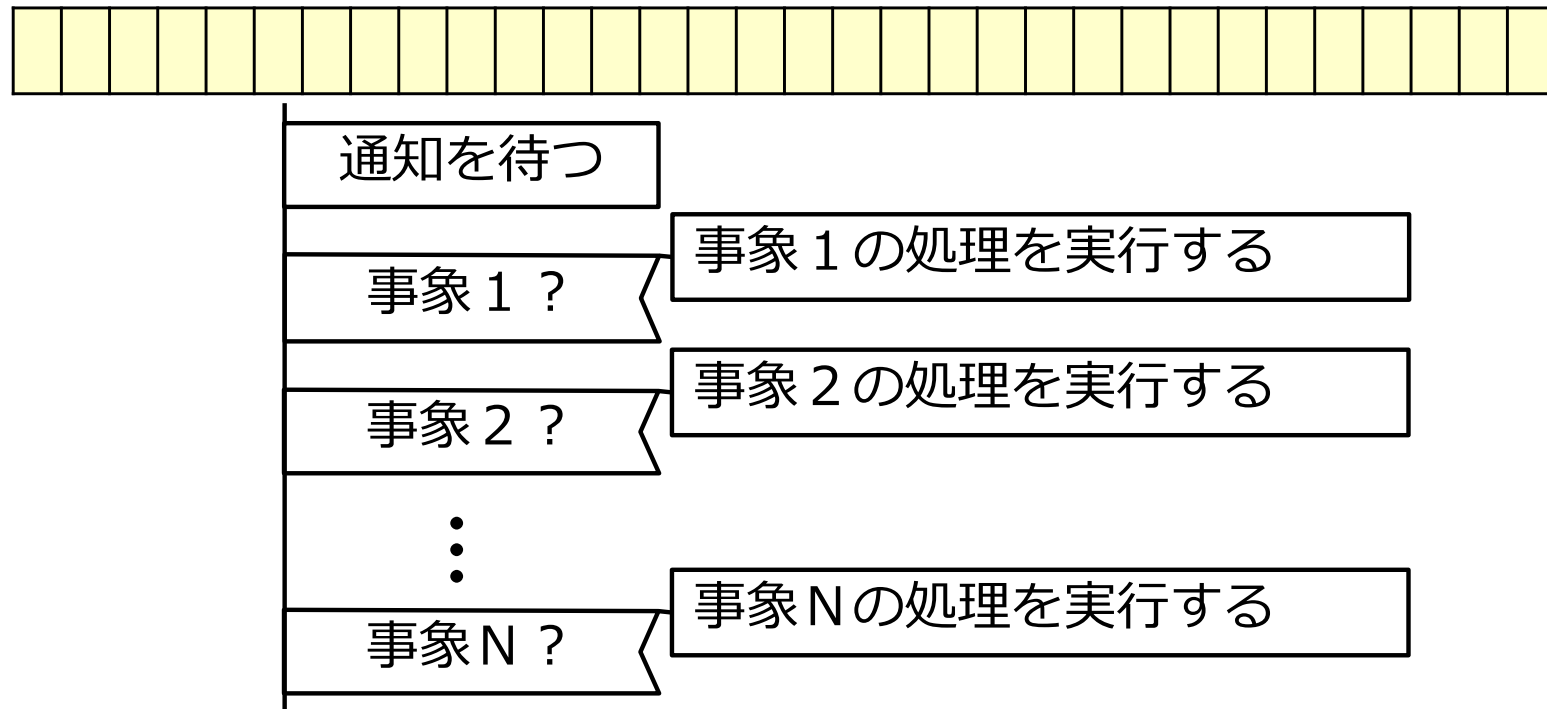 通知を待つ
事象１の処理を実行する
事象１？
事象２の処理を実行する
事象２？
事象Ｎの処理を実行する
事象Ｎ？